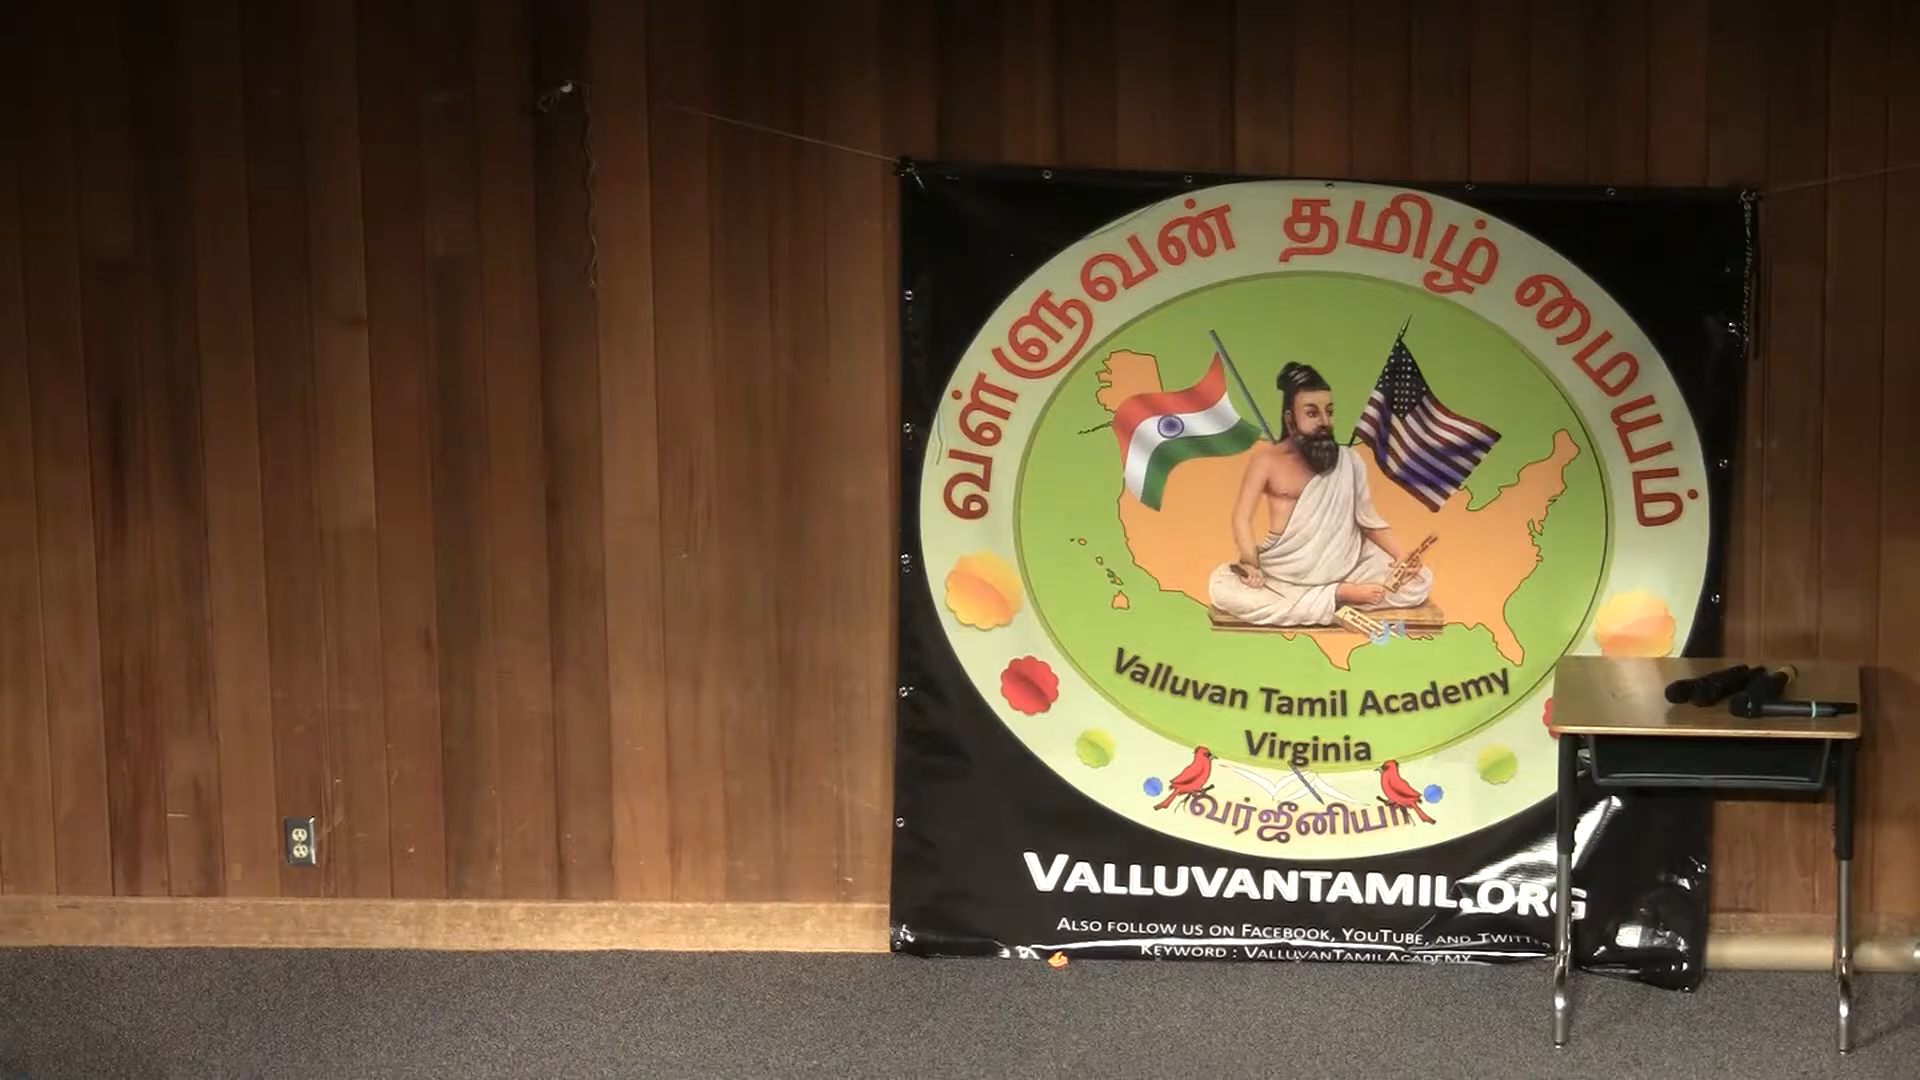 வள்ளுவன் தமிழ் மையம்
Valluvan Tamil Academy
Virginia
வர்ஜீனியா
VALLUVANTAMIL.ORG
ALSO FOLLOW US ON FACEBOOK, YOUTUBE, AND
KEYWORD : VALLUVANTAMILACADEMY